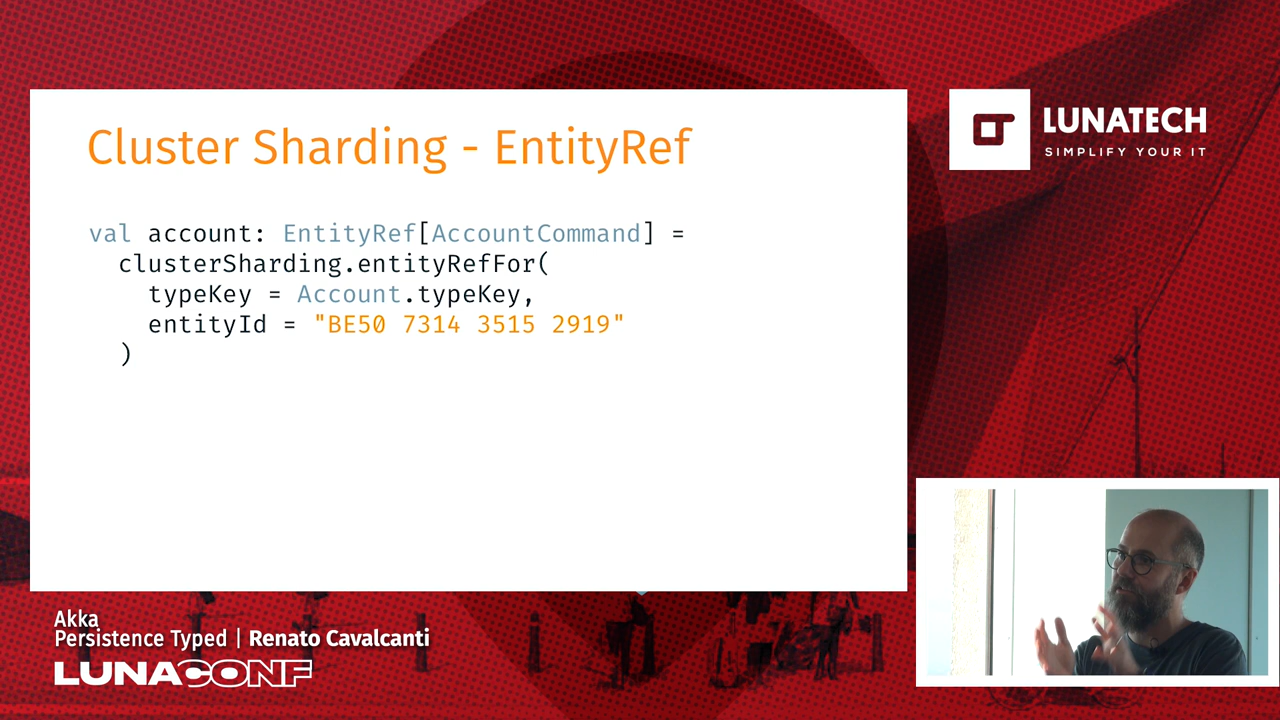 Cluster Sharding - EntityRef
val account: EntityRef[AccountCommand] =
clusterSharding.entityRefFor(
typeKey = Account.typeKey,
entityId = "BE50 7314 3515 2919"
)
LUNATECH
SIMPLIFY YOUR IT
Akka
Persistence Typed | Renato Cavalcanti
LUNACONF